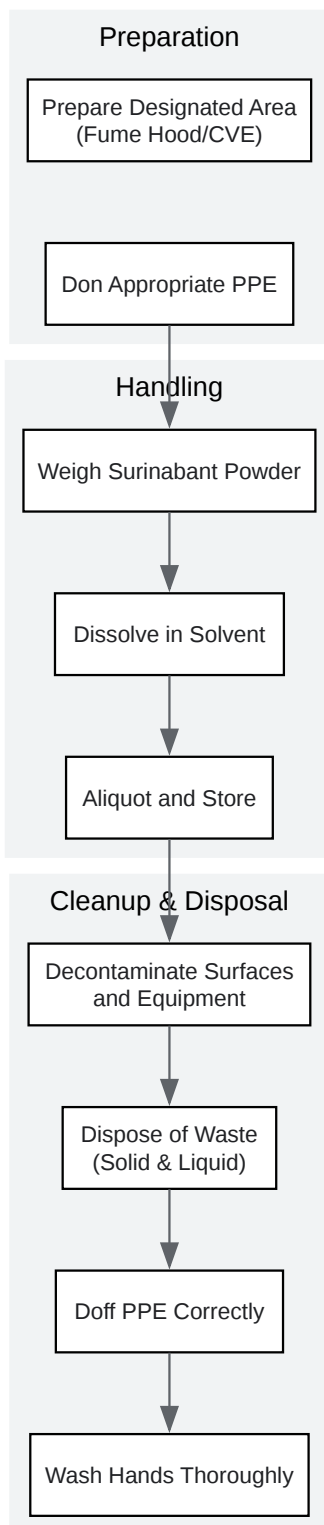 Preparation
Prepare Designated Area
(Fume Hood/CVE)
Don Appropriate PPE
Handling
Weigh Surinabant Powder
Dissolve in Solvent
Aliquot and Store
Cleanup & Disposal
Decontaminate Surfaces
and Equipment
Dispose of Waste
(Solid & Liquid)
Doff PPE Correctly
Wash Hands Thoroughly